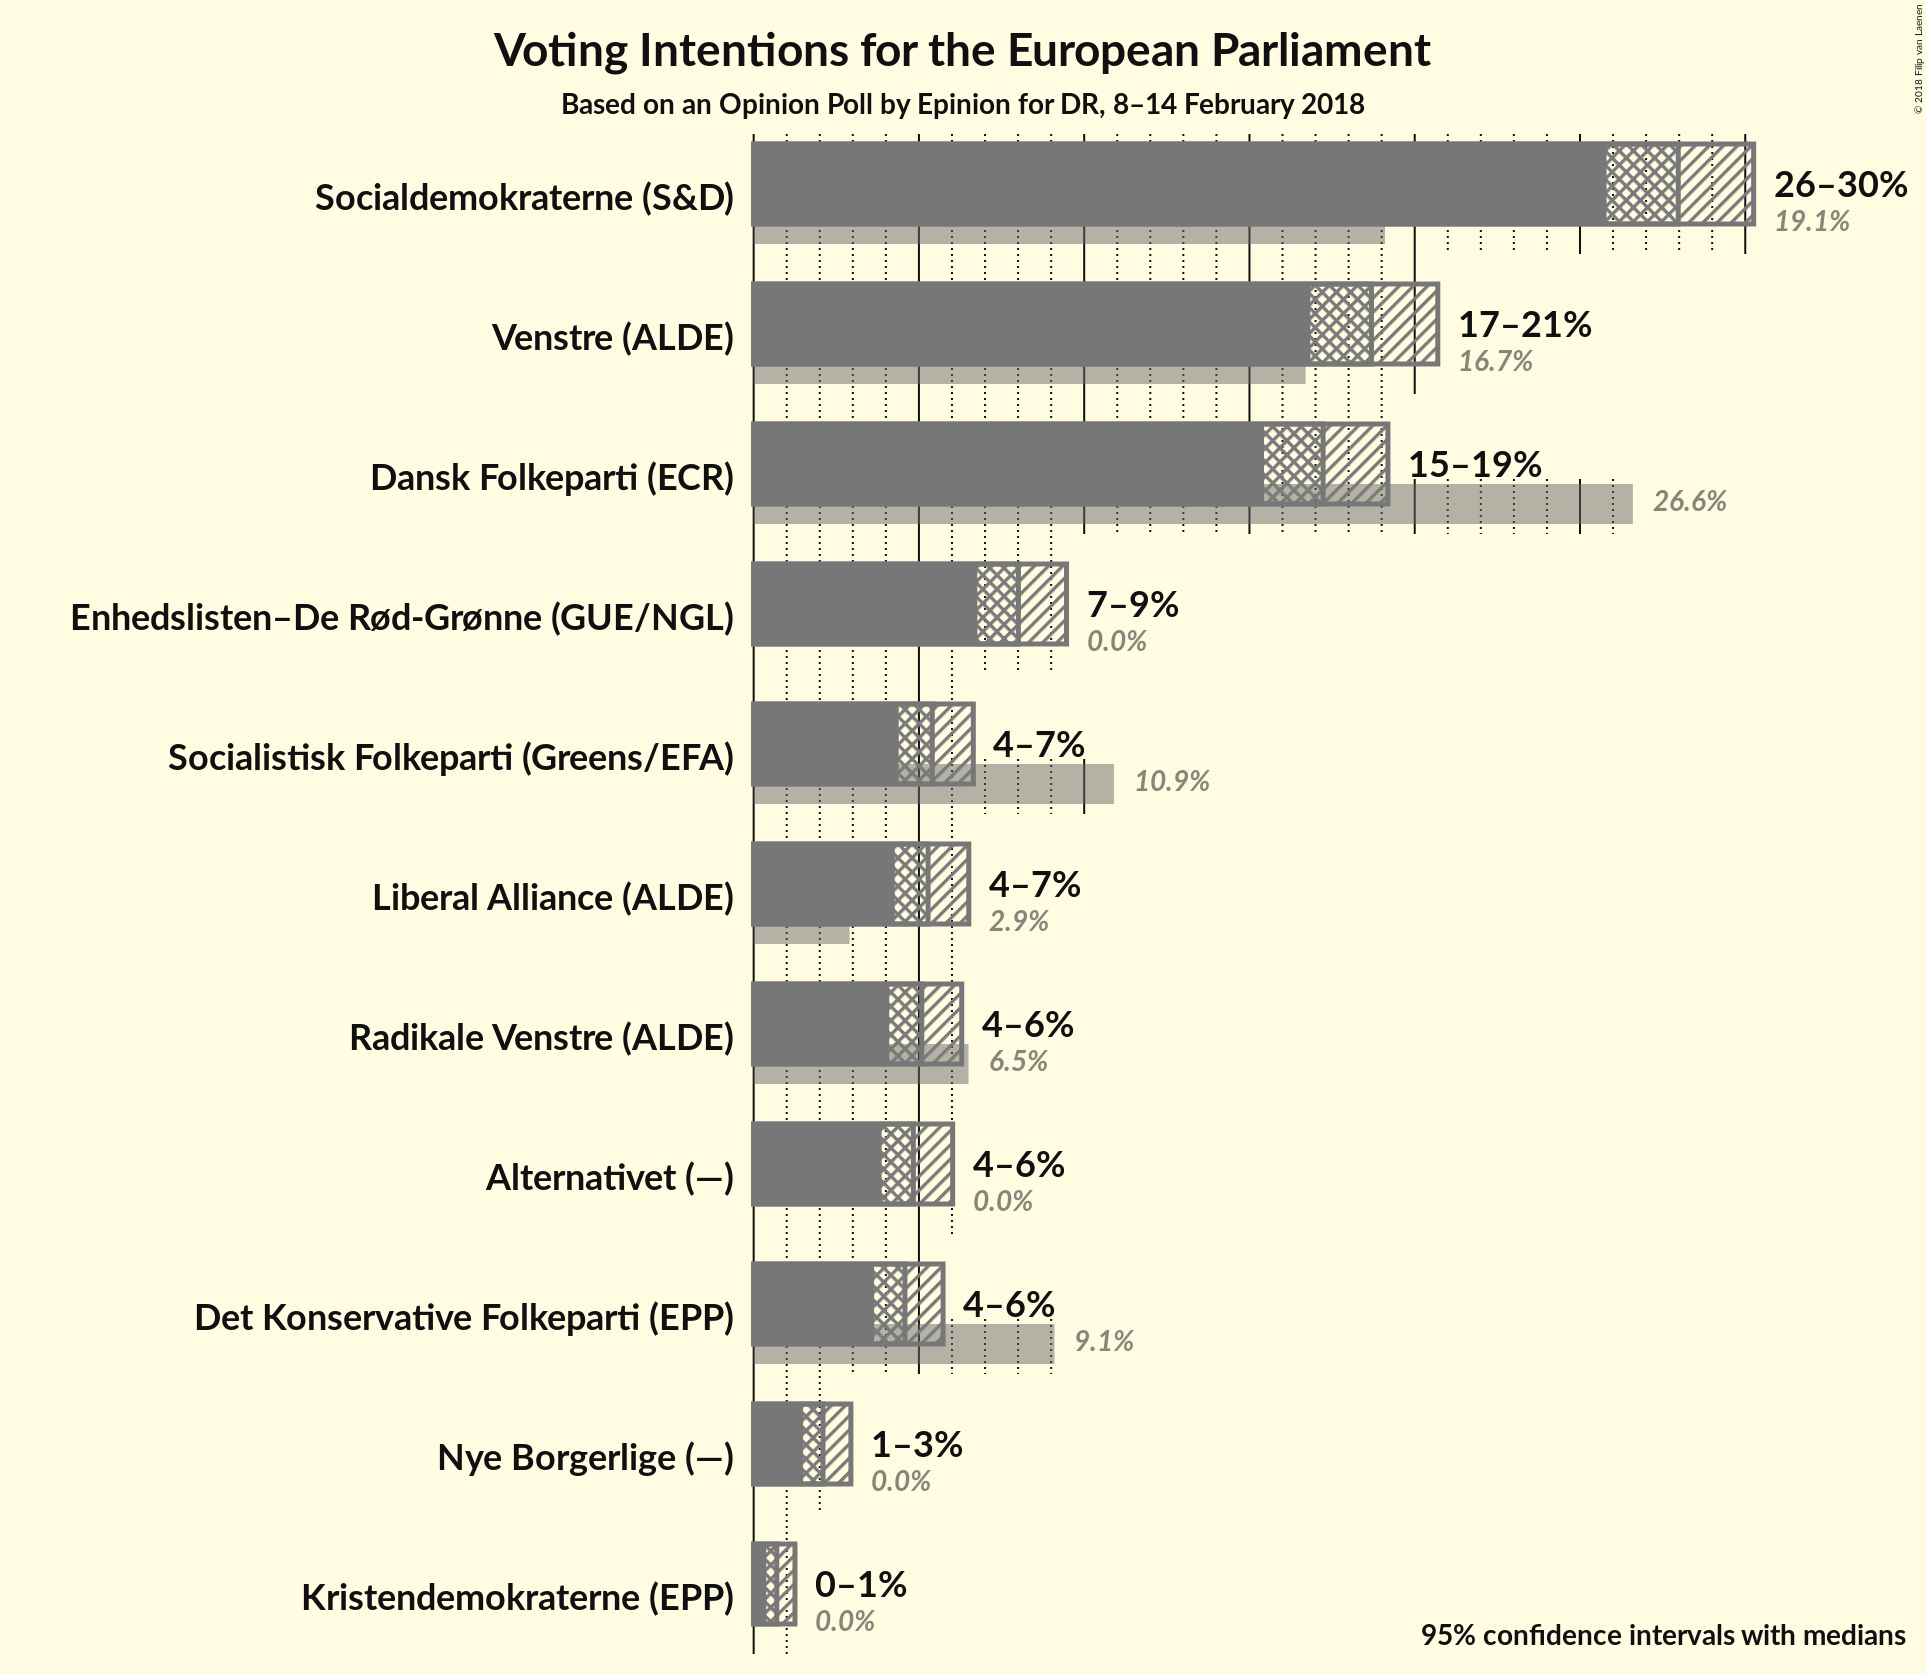 Voting Intentions for the European Parliament
Based on an Opinion Poll by Epinion for DR, 8–14 February 2018
© 2018 Filip van Laenen
Socialdemokraterne (S&D)
26–30%
19.1%
Venstre (ALDE)
17–21%
16.7%
Dansk Folkeparti (ECR)
15–19%
26.6%
Enhedslisten–De Rød-Grønne (GUE/NGL)
7–9%
0.0%
Socialistisk Folkeparti (Greens/EFA)
4–7%
10.9%
Liberal Alliance (ALDE)
4–7%
2.9%
Radikale Venstre (ALDE)
4–6%
6.5%
Alternativet (—)
4–6%
0.0%
Det Konservative Folkeparti (EPP)
4–6%
9.1%
Nye Borgerlige (—)
1–3%
0.0%
Kristendemokraterne (EPP)
0–1%
0.0%
95% confidence intervals with medians